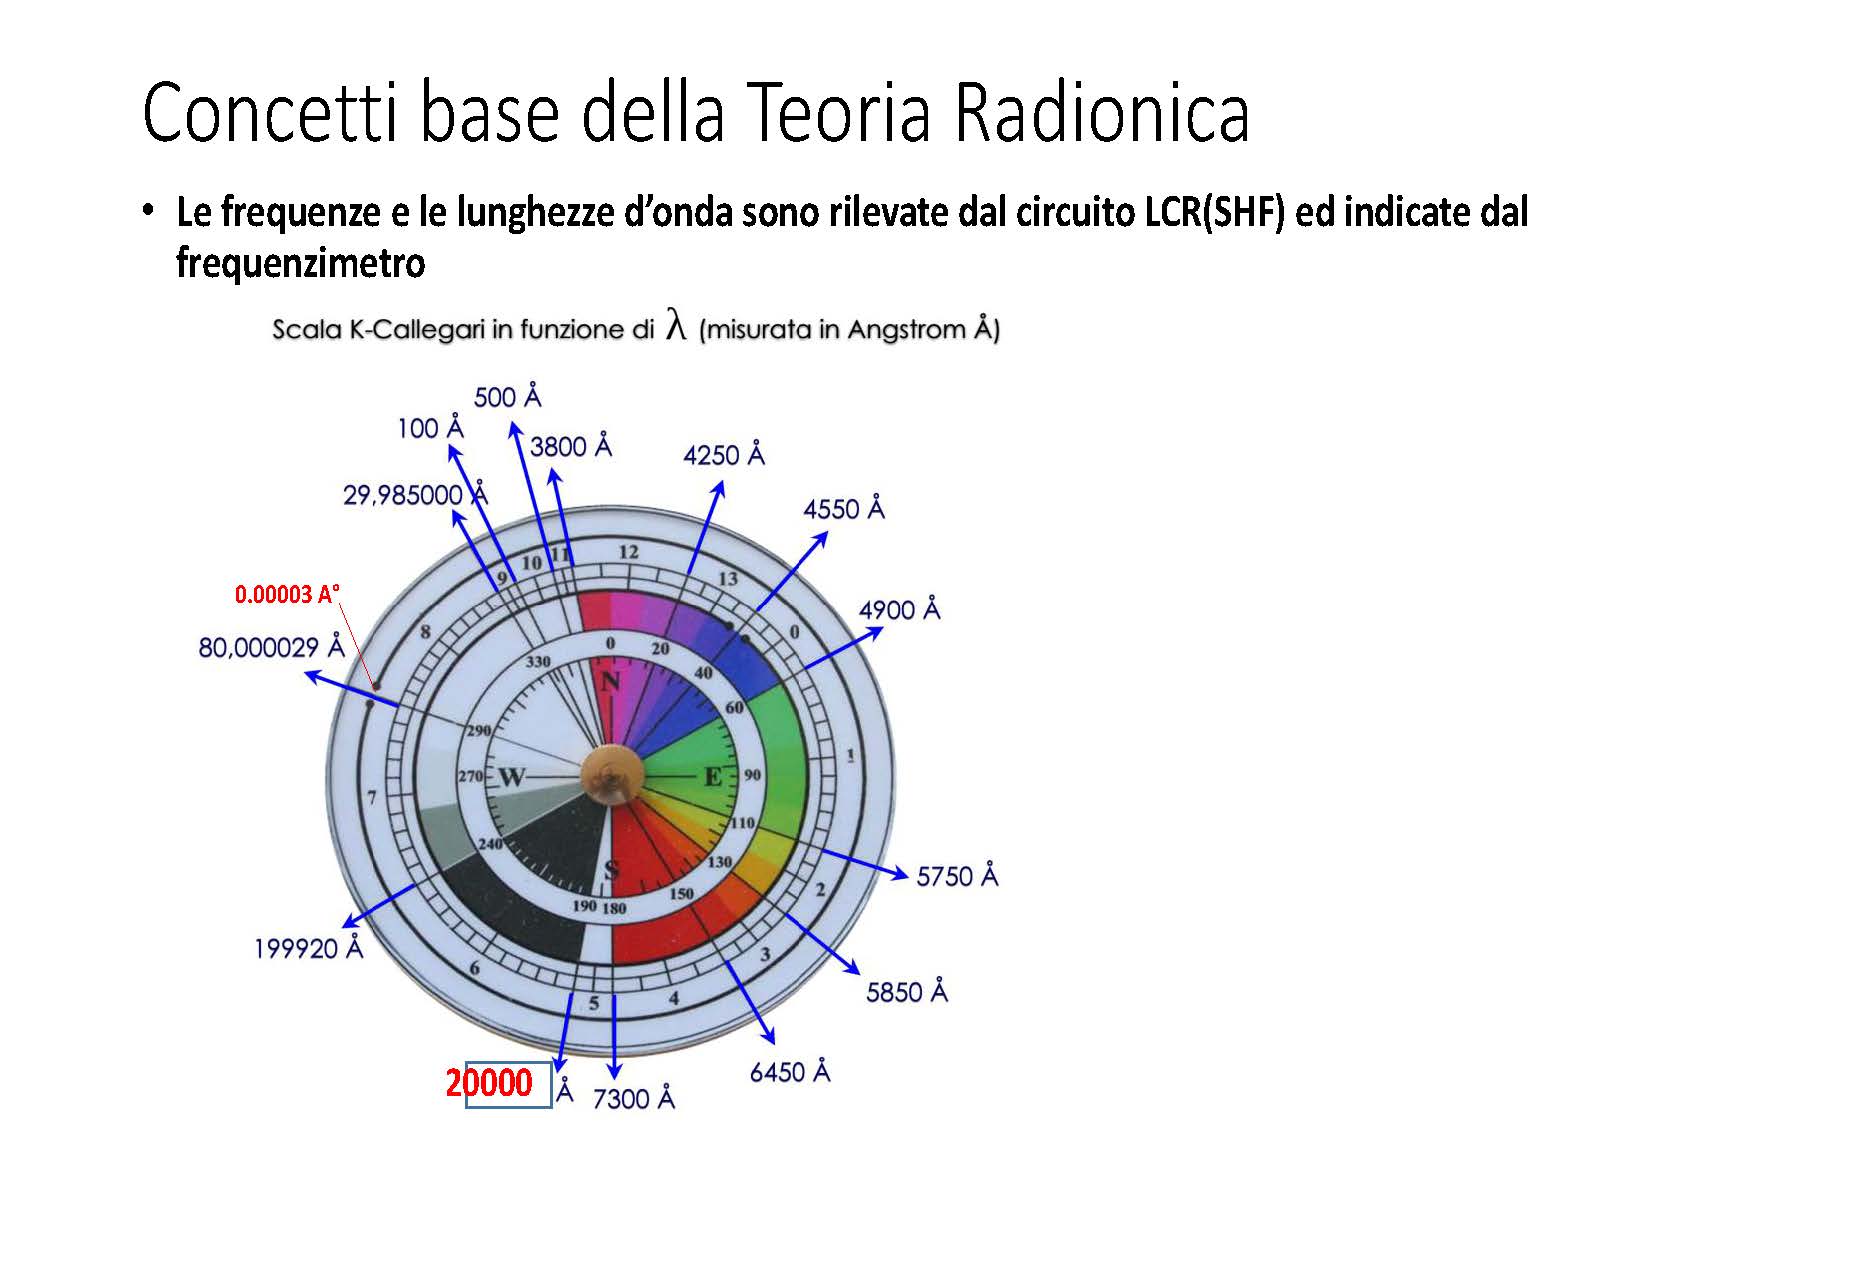 Concetti base della Teoria Radionica
• Le frequenze e le lunghezze d’onda sono rilevate dal circuito LCR(SHF) ed indicate dal
frequenzimetro
Scala K-Callegari in funzione di λ (misurata in Angstrom Å)
500 Å
100 Å
3800 Å
4250 Å
29,985000 Å
4550 Å
0.00003 A°
4900 Å
80,000029 Å
5750 Å
199920 Å
5850 Å
6450 Å
20000 Å
7300 Å
9 10 11 12 13
8 0
7 1
6 2
5 4 3
330 0 20 40
290 60
270 90
240 110
130
190 180 150
N
W E
S